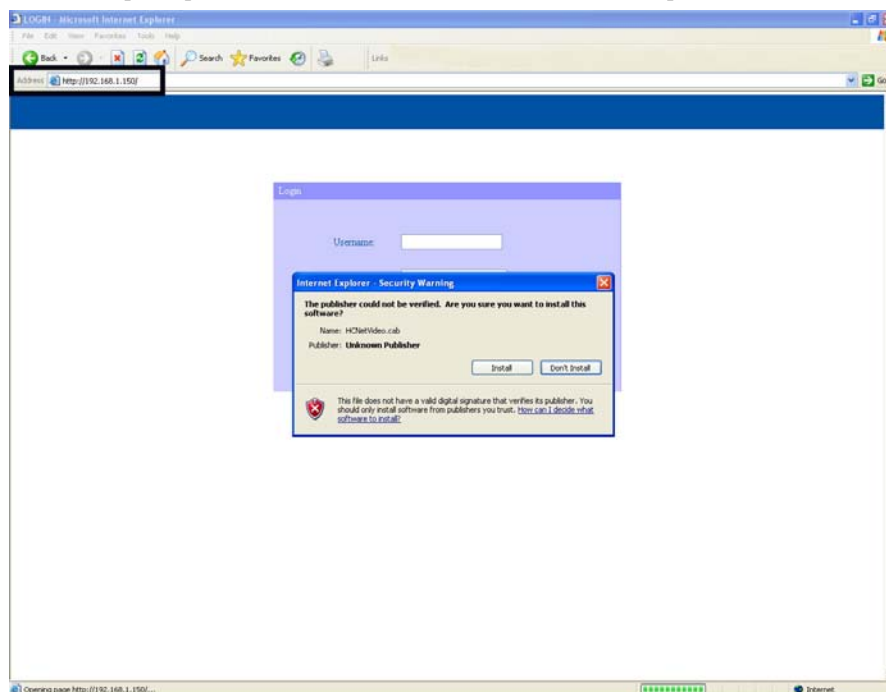 LOGIN - Microsoft Internet Explorer
File Edit View Favorites Tools Help
Back Search Favorites Links
Address http://192.168.1.150/ Go
Login
Username:
Internet Explorer - Security Warning
The publisher could not be verified. Are you sure you want to install this
software?
Name: HCNetVideo.cab
Publisher: Unknown Publisher
Install Don't Install
This file does not have a valid digital signature that verifies its publisher. You
should only install software from publishers you trust. How can I decide what
software to install?
Opening page http://192.168.1.150/... Internet